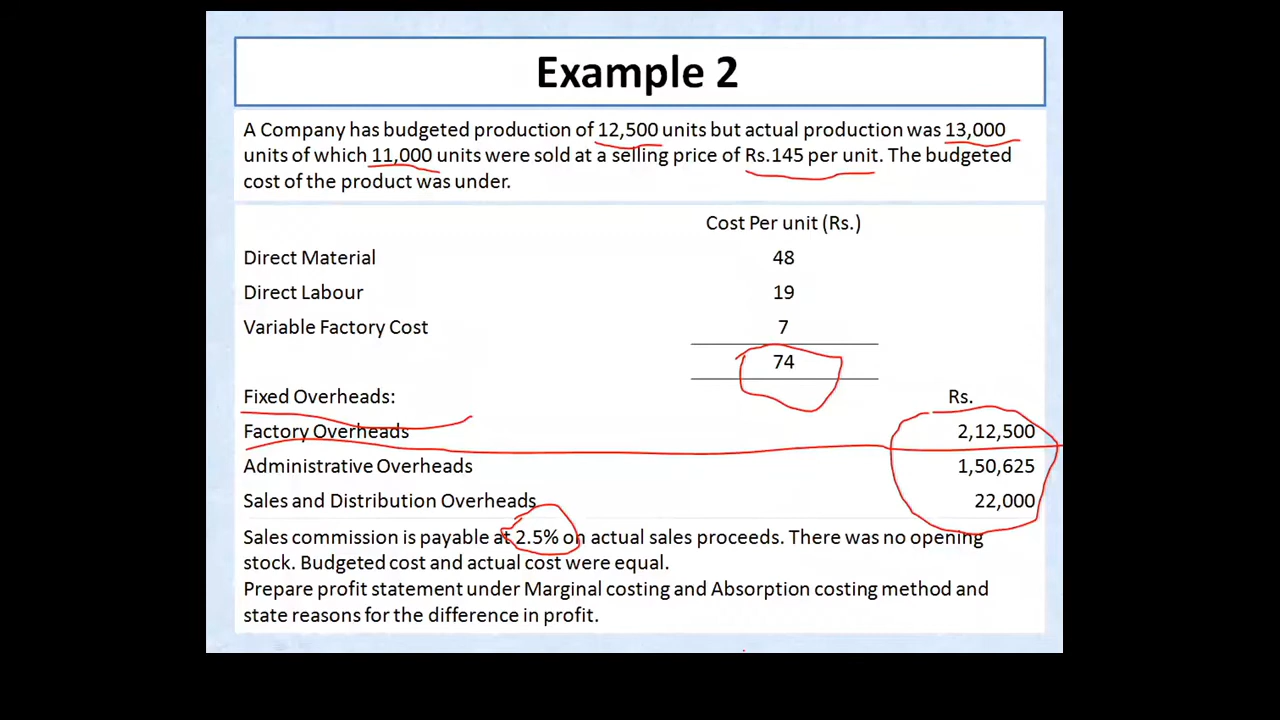 Example 2
A Company has budgeted production of 12,500 units but actual production was 13,000
units of which 11,000 units were sold at a selling price of Rs.145 per unit. The budgeted
cost of the product was under.
Cost Per unit (Rs.)
Direct Material 48
Direct Labour 19
Variable Factory Cost 7
74
Fixed Overheads: Rs.
Factory Overheads 2,12,500
Administrative Overheads 1,50,625
Sales and Distribution Overheads 22,000
Sales commission is payable at 2.5% on actual sales proceeds. There was no opening
stock. Budgeted cost and actual cost were equal.
Prepare profit statement under Marginal costing and Absorption costing method and
state reasons for the difference in profit.